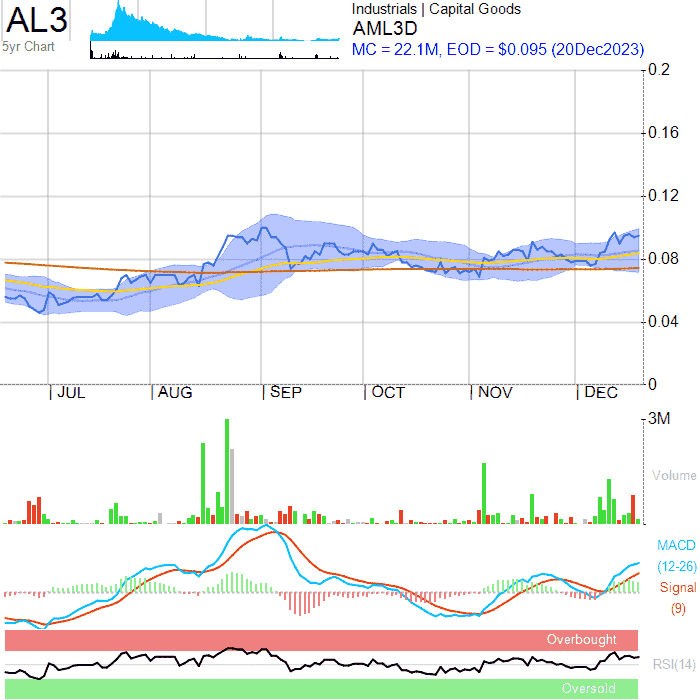 AL3
5yr Chart
Industrials | Capital Goods
AML3D
MC = 22.1M, EOD = $0.095 (20Dec2023)
0.2
0.16
0.12
0.08
0.04
0
JUL AUG SEP OCT NOV DEC
3M
Volume
MACD
(12-26)
Signal
(9)
Overbought
RSI(14)
Oversold